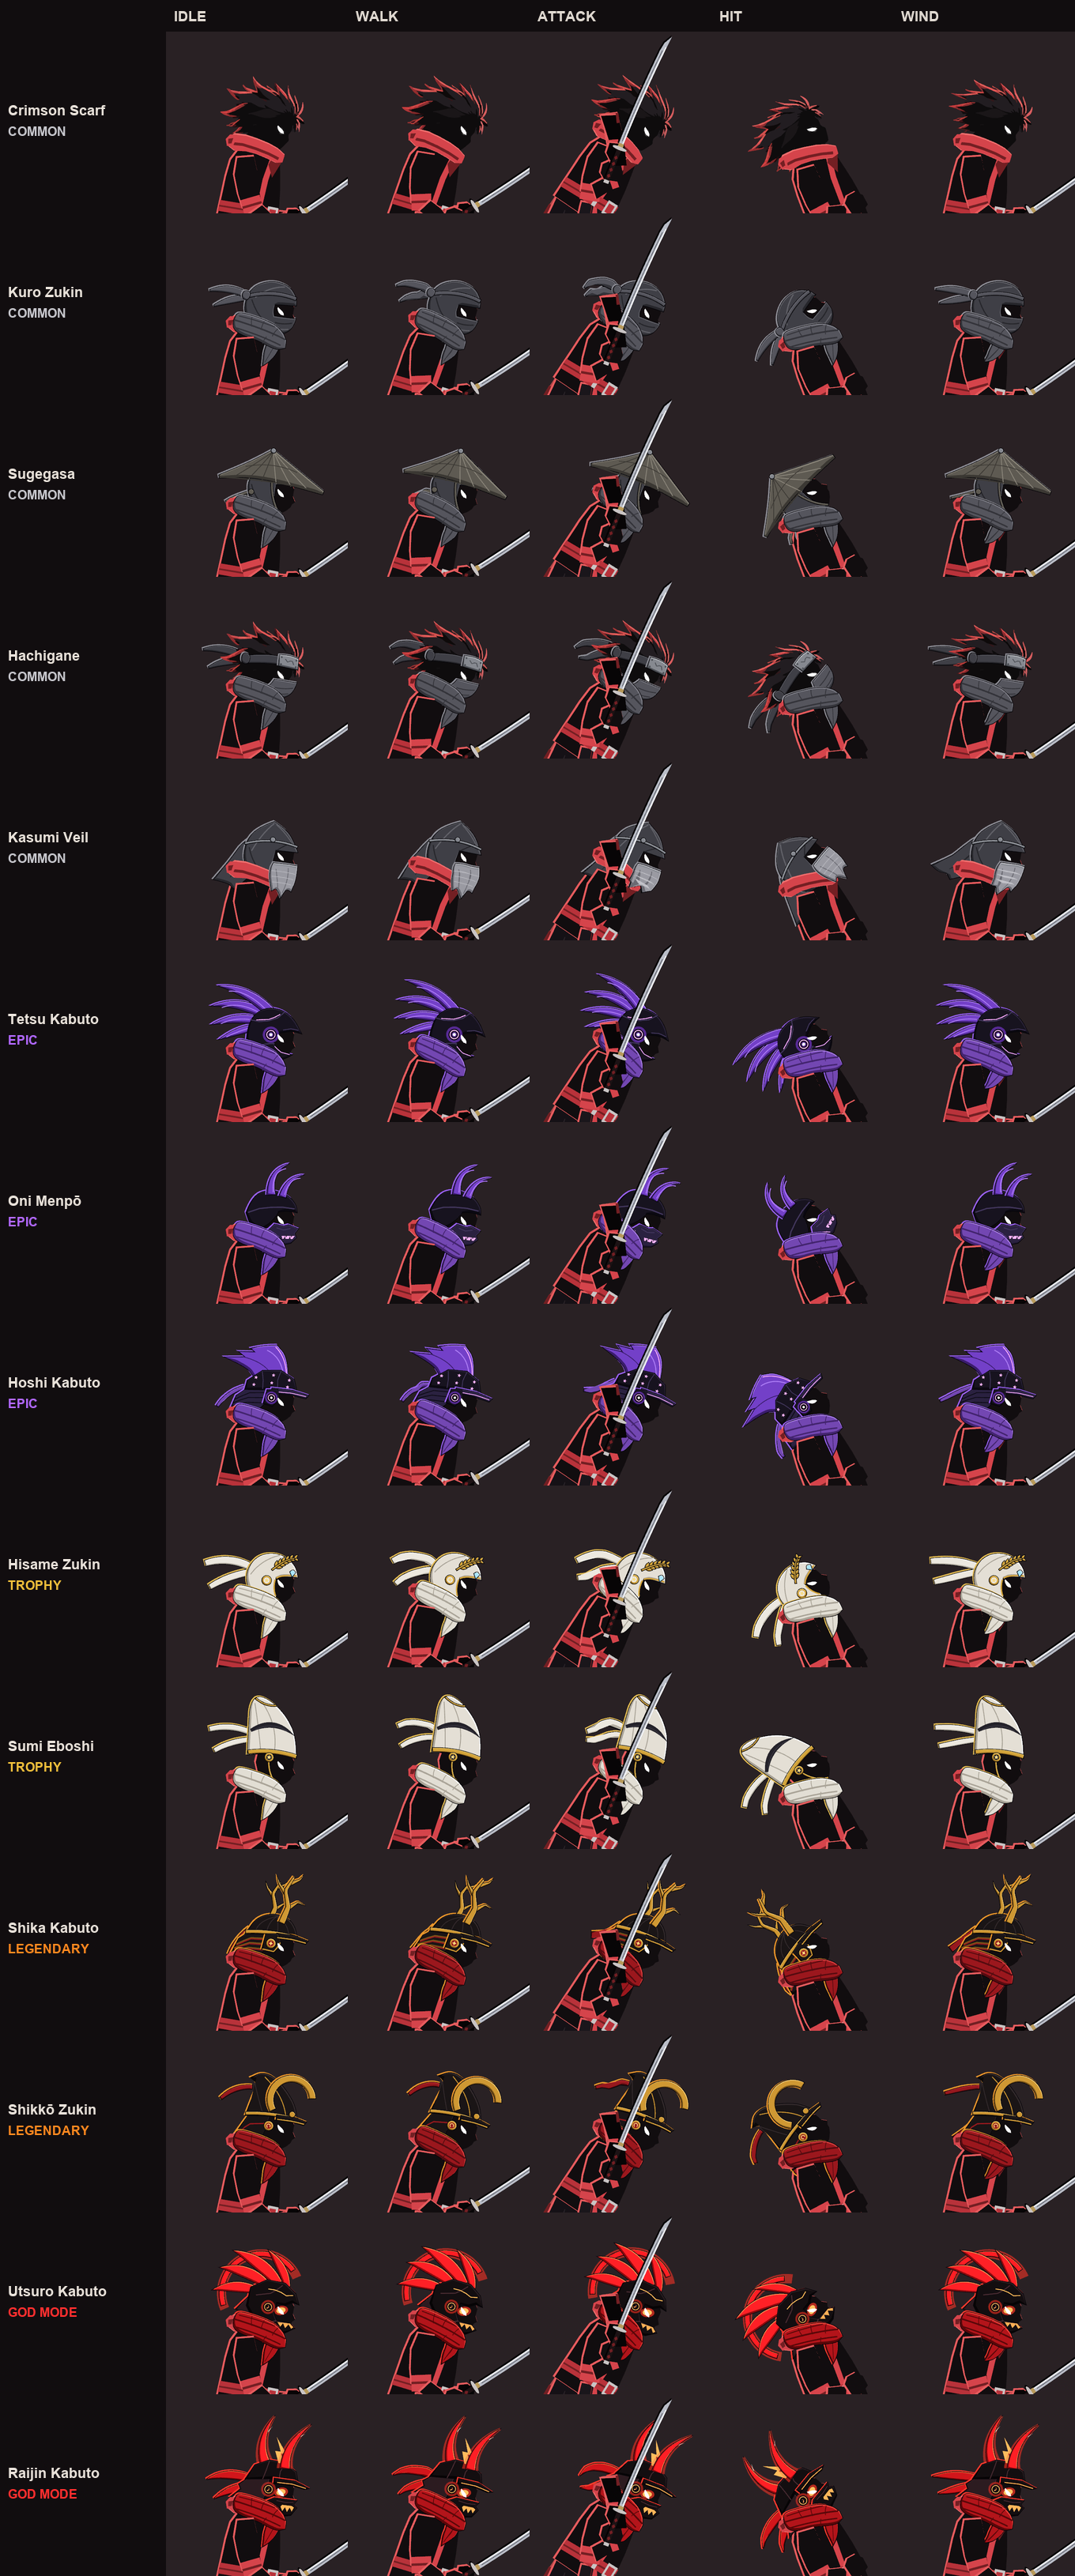 IDLE WALK ATTACK HIT WIND
Crimson Scarf
COMMON
Kuro Zukin
COMMON
Sugegasa
COMMON
Hachigane
COMMON
Kasumi Veil
COMMON
Tetsu Kabuto
EPIC
Oni Menpō
EPIC
Hoshi Kabuto
EPIC
Hisame Zukin
TROPHY
Sumi Eboshi
TROPHY
Shika Kabuto
LEGENDARY
Shikkō Zukin
LEGENDARY
Utsuro Kabuto
GOD MODE
Raijin Kabuto
GOD MODE